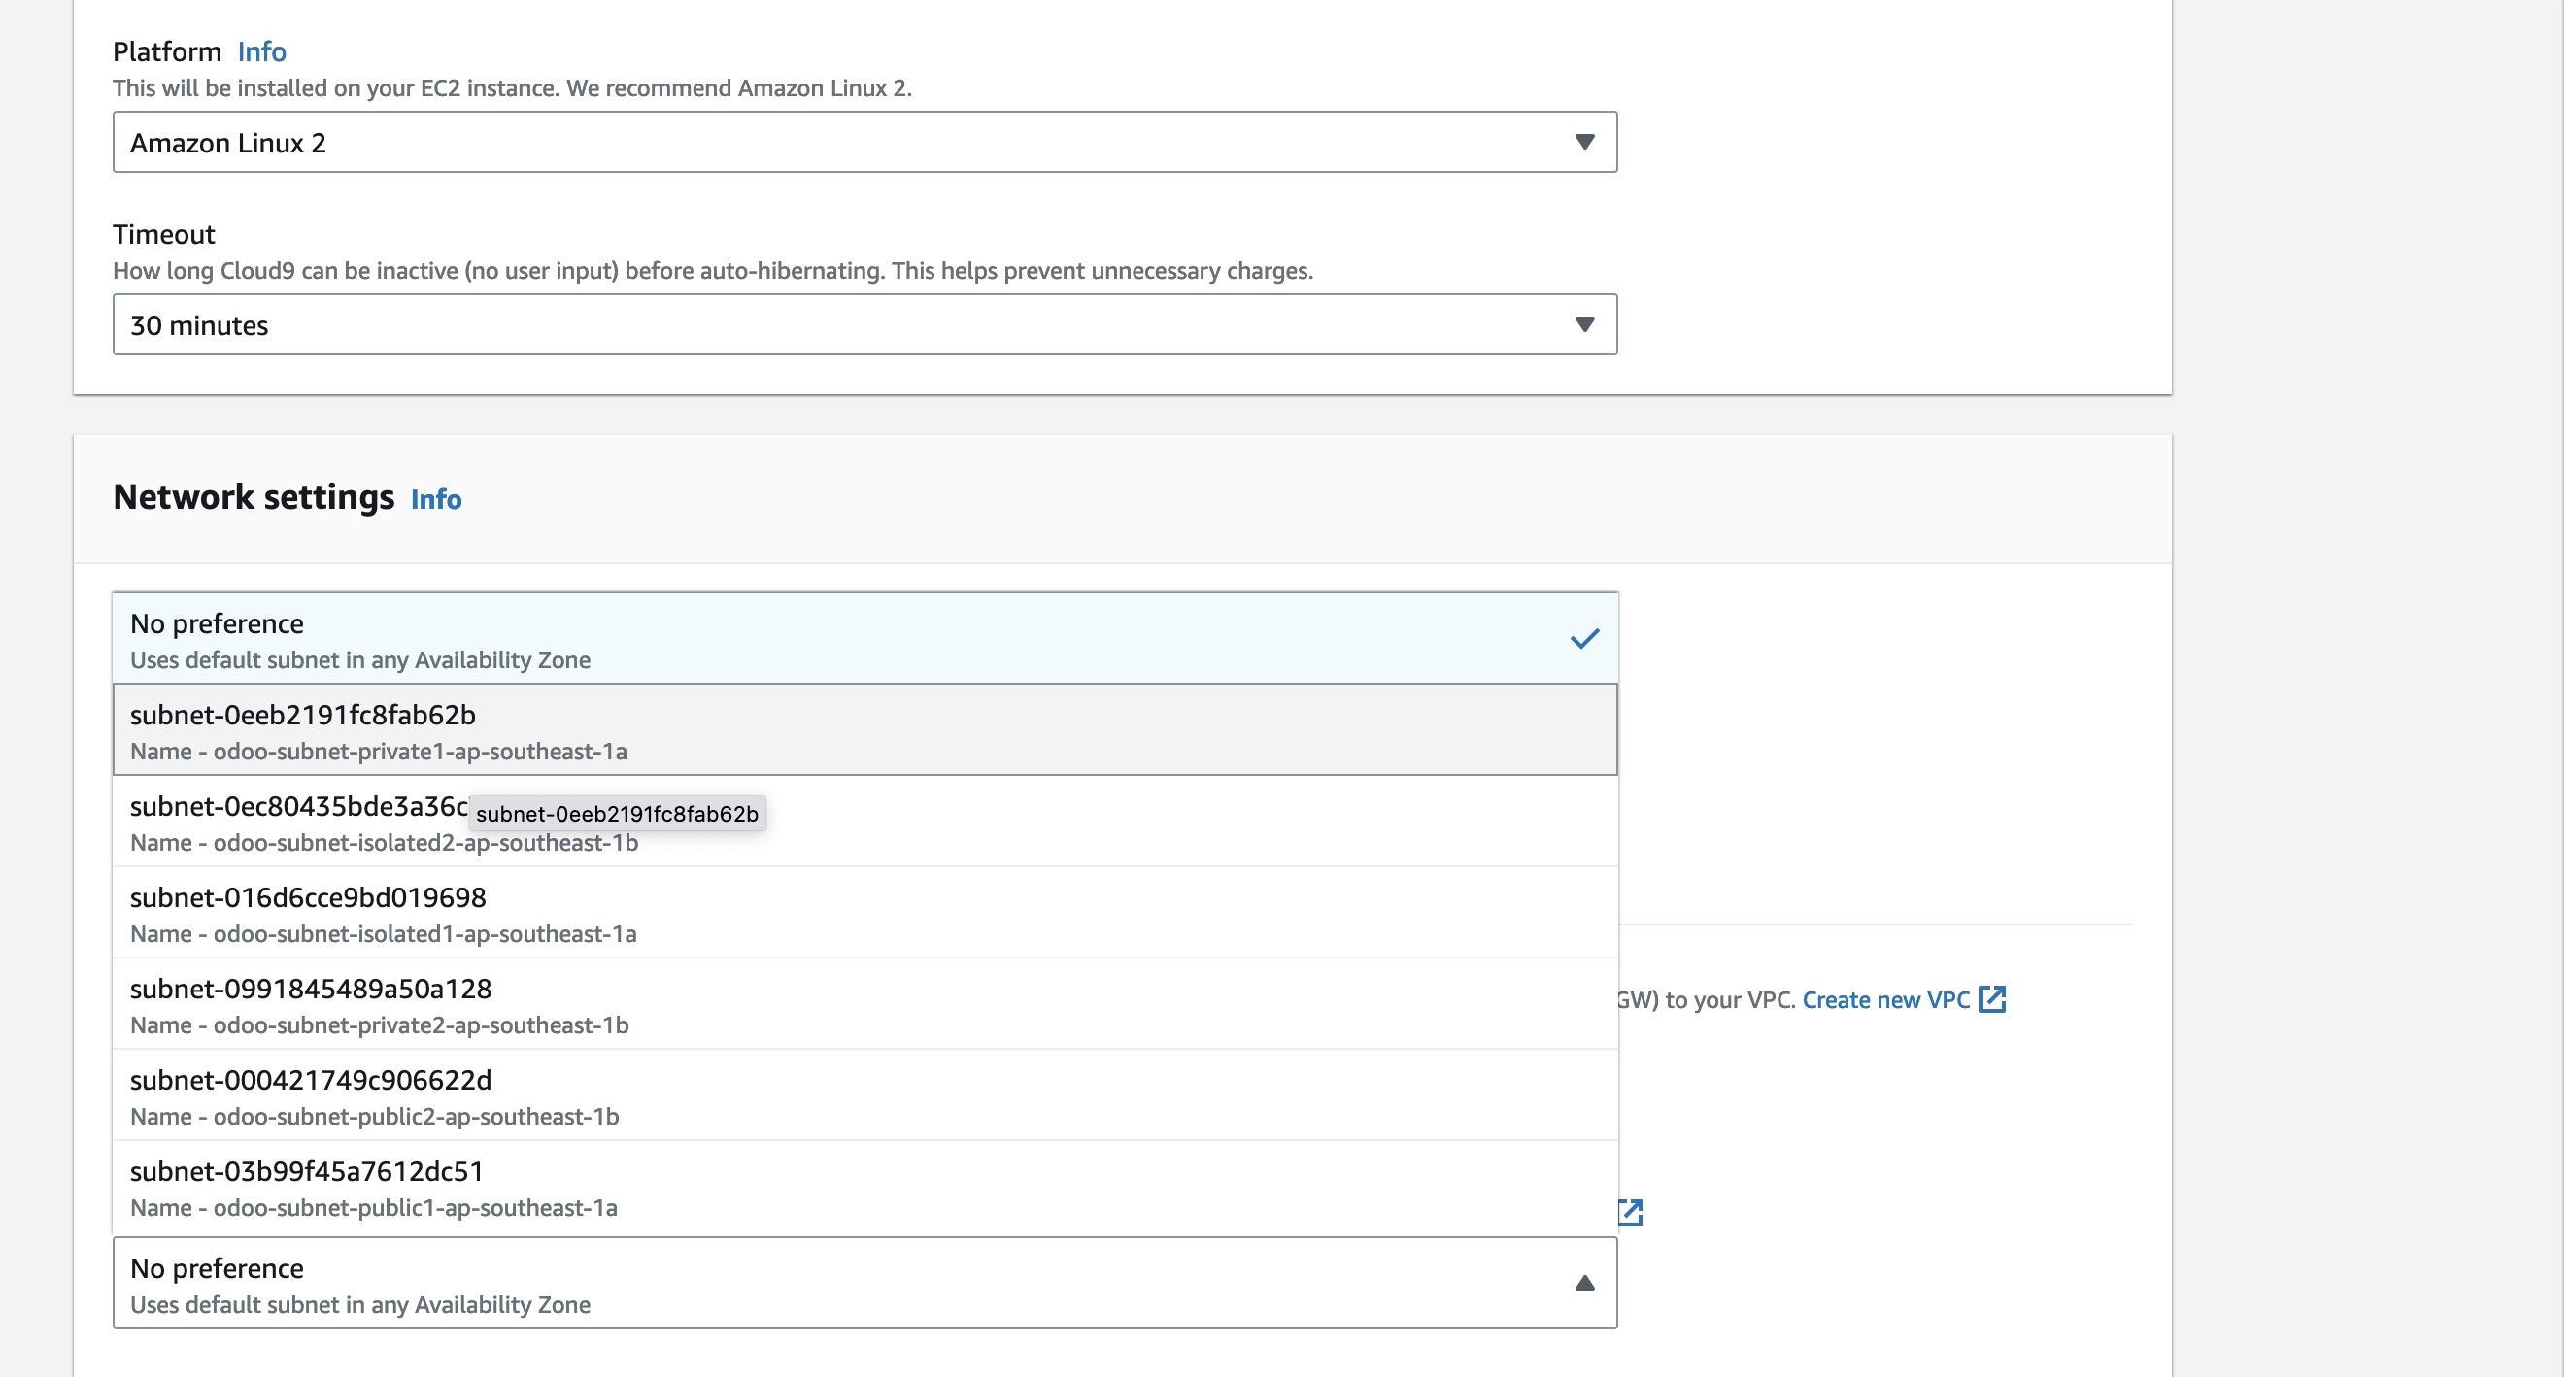 Platform Info
This will be installed on your EC2 instance. We recommend Amazon Linux 2.
Amazon Linux 2
Timeout
How long Cloud9 can be inactive (no user input) before auto-hibernating. This helps prevent unnecessary charges.
30 minutes
Network settings Info
No preference
Uses default subnet in any Availability Zone
subnet-0eeb2191fc8fab62b
Name - odoo-subnet-private1-ap-southeast-1a
subnet-0ec80435bde3a36c
subnet-0eeb2191fc8fab62b
Name - odoo-subnet-isolated2-ap-southeast-1b
subnet-016d6cce9bd019698
Name - odoo-subnet-isolated1-ap-southeast-1a
subnet-0991845489a50a128
Name - odoo-subnet-private2-ap-southeast-1b
GW) to your VPC. Create new VPC
subnet-000421749c906622d
Name - odoo-subnet-public2-ap-southeast-1b
subnet-03b99f45a7612dc51
Name - odoo-subnet-public1-ap-southeast-1a
No preference
Uses default subnet in any Availability Zone